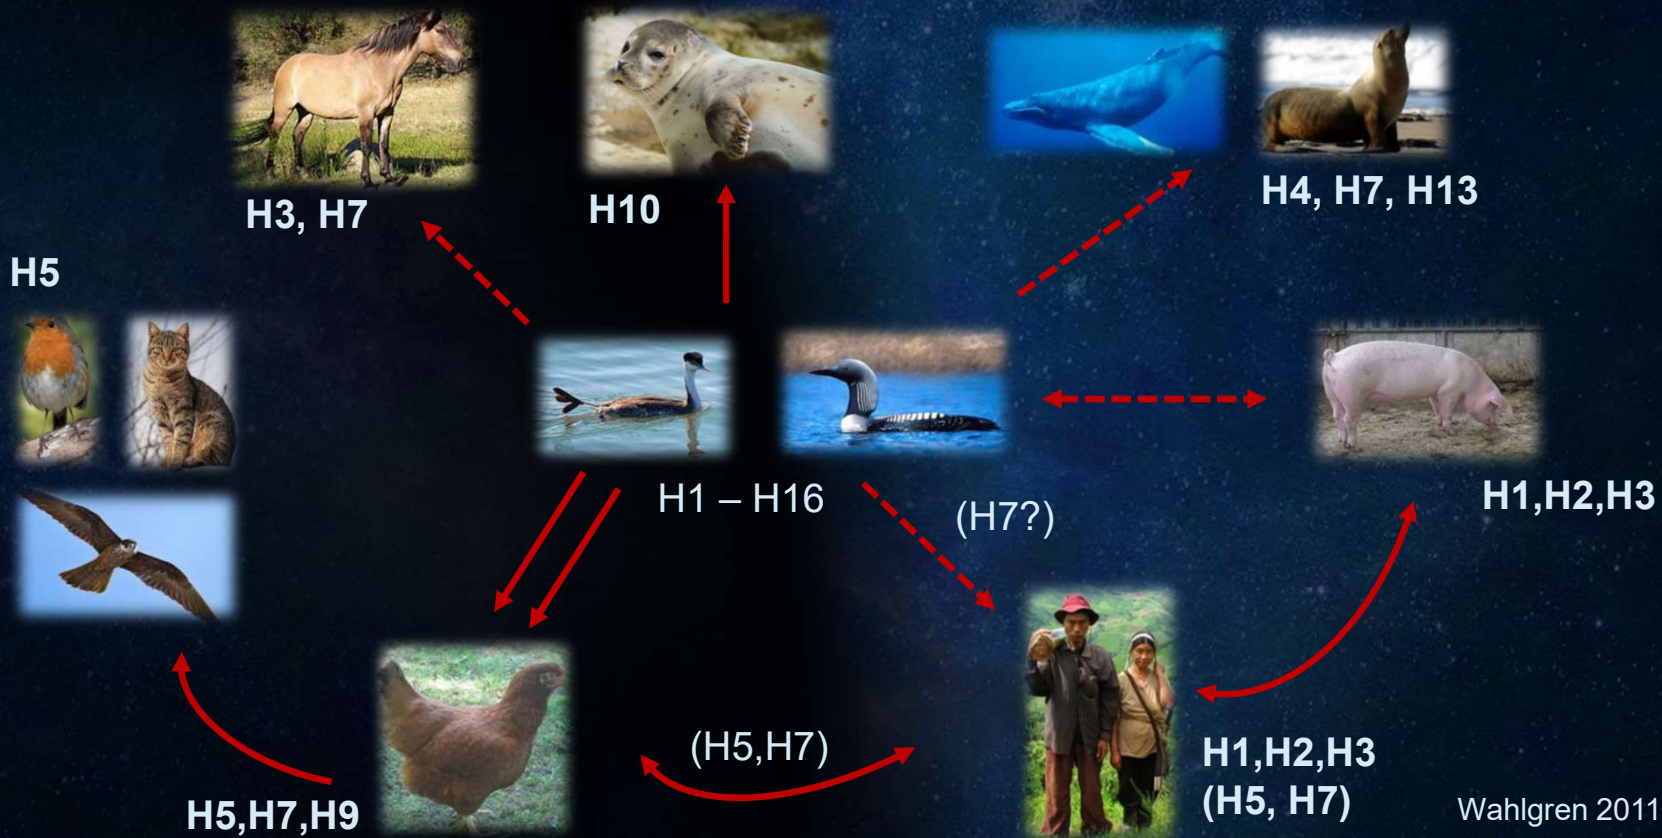 H3, H7
H10
H4, H7, H13
H5
H1 – H16
(H7?)
H1,H2,H3
(H5,H7)
H5,H7,H9
H1,H2,H3
(H5, H7)
Wahlgren 2011